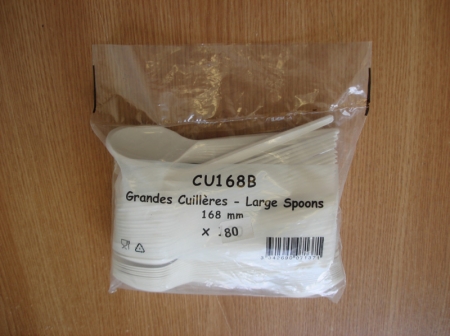 CU168B
Grandes Cuillères - Large Spoons
168 mm
x 80